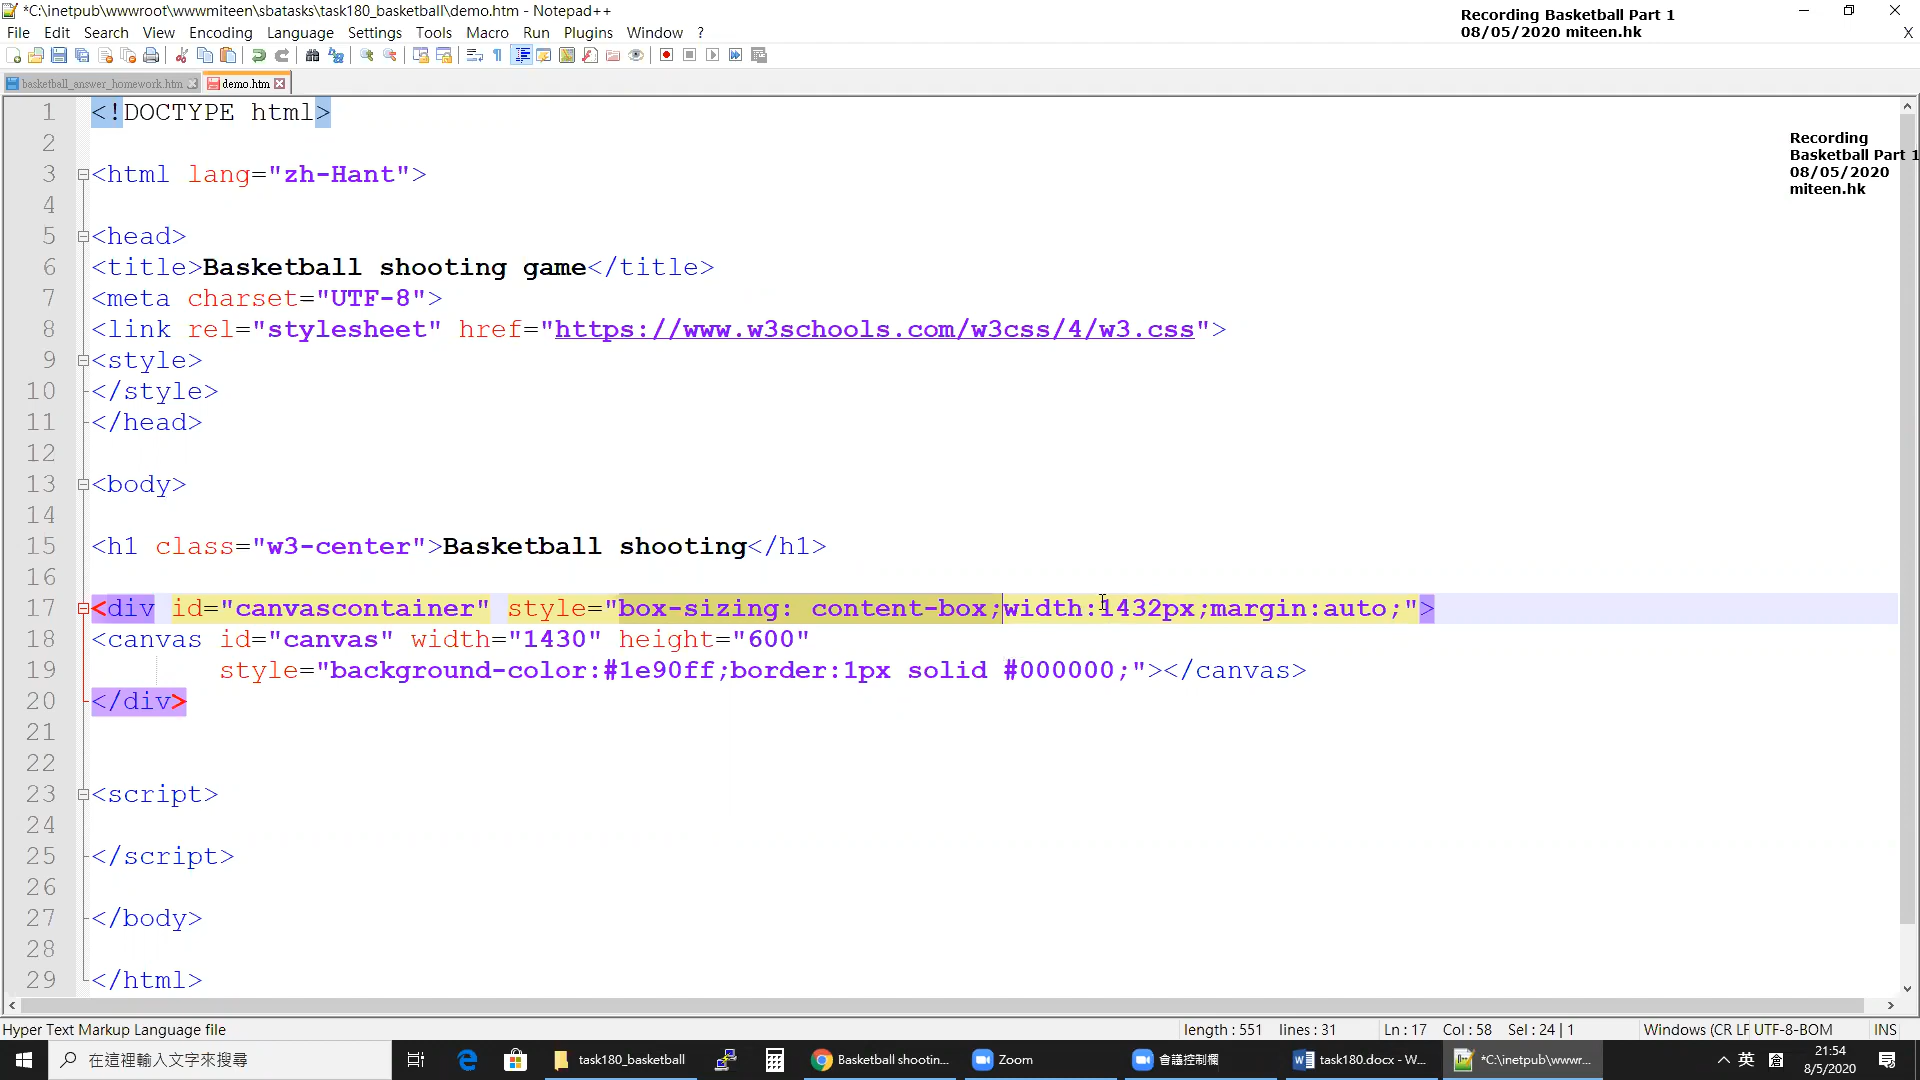 *C:\inetpub\wwwroot\wwwmiteen\sbatasks\task180_basketball\demo.htm - Notepad++
Recording Basketball Part 1
08/05/2020 miteen.hk
File Edit Search View Encoding Language Settings Tools Macro Run Plugins Window ? X
basketball_answer_homework.htm demo.htm
Recording
Basketball Part 1
08/05/2020
miteen.hk
1 <!DOCTYPE html>
2
3 <html lang="zh-Hant">
4
5 <head>
6 <title>Basketball shooting game</title>
7 <meta charset="UTF-8">
8 <link rel="stylesheet" href="https://www.w3schools.com/w3css/4/w3.css">
9 <style>
10 </style>
11 </head>
12
13 <body>
14
15 <h1 class="w3-center">Basketball shooting</h1>
16
17 <div id="canvascontainer" style="box-sizing: content-box;width:1432px;margin:auto;">
18 <canvas id="canvas" width="1430" height="600"
19 style="background-color:#1e90ff;border:1px solid #000000;"></canvas>
20 </div>
21
22
23 <script>
24
25 </script>
26
27 </body>
28
29 </html>
Hyper Text Markup Language file length : 551 lines : 31 Ln : 17 Col : 58 Sel : 24 | 1 Windows (CR LF UTF-8-BOM INS
在這裡輸入文字來搜尋 task180_basketball Basketball shootin... Zoom 會議控制欄 task180.docx - W... *C:\inetpub\wwwr... 英 倉 21:54
8/5/2020